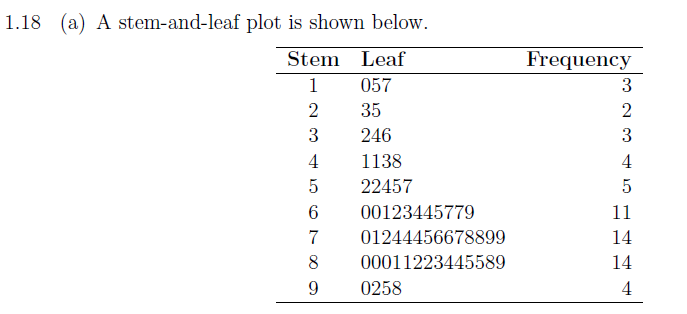 1.18 (a) A stem-and-leaf plot is shown below.
Stem Leaf Frequency
1 057 3
2 35 2
3 246 3
4 1138 4
5 22457 5
6 00123445779 11
7 01244456678899 14
8 00011223445589 14
9 0258 4